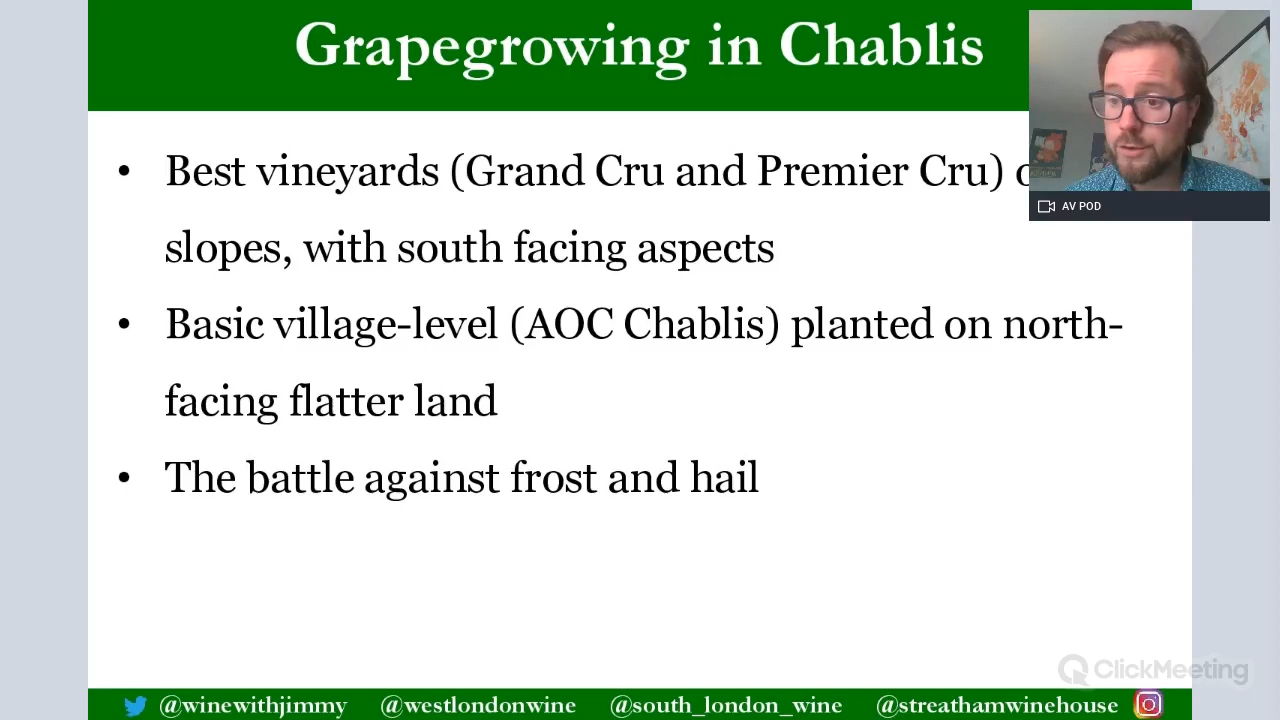 Grapegrowing in Chablis
• Best vineyards (Grand Cru and Premier Cru)
slopes, with south facing aspects
• Basic village-level (AOC Chablis) planted on north-
facing flatter land
• The battle against frost and hail
AV POD
ClickMeeting
@winewithjimmy @westlondonwine @south_london_wine @streathamwinehouse